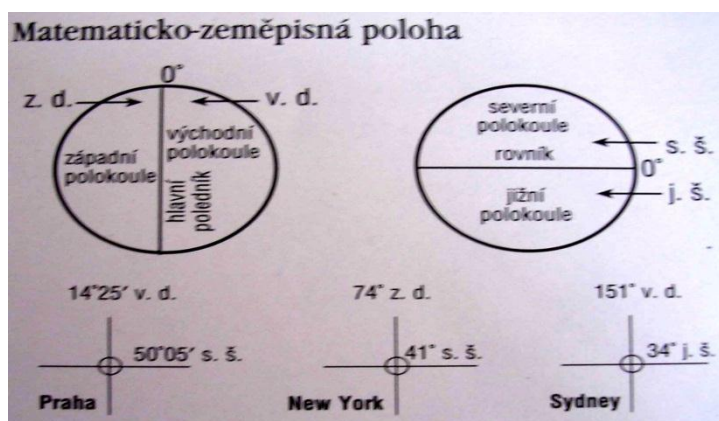 Matematicko-zeměpisná poloha
0°
z. d.
v. d.
západní
polokoule
východní
polokoule
hlavní
poledník
severní
polokoule
rovník
0°
s. š.
j. š.
jižní
polokoule
14°25′ v. d.
50°05′ s. š.
Praha
74° z. d.
41° s. š.
New York
151° v. d.
34° j. š.
Sydney